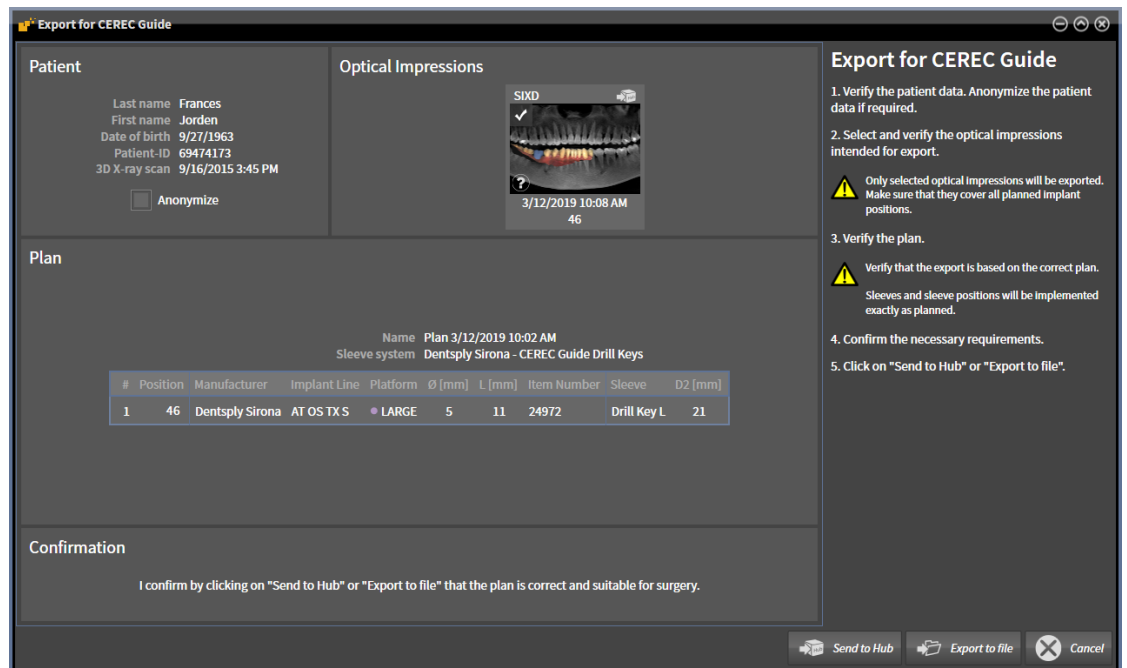 Export for CEREC Guide
Patient
Last name Frances
First name Jorden
Date of birth 9/27/1963
Patient-ID 69474173
3D X-ray scan 9/16/2015 3:45 PM
Anonymize
Optical Impressions
SIXD
?
3/12/2019 10:08 AM
46
Plan
Name Plan 3/12/2019 10:02 AM
Sleeve system Dentsply Sirona - CEREC Guide Drill Keys
# Position Manufacturer Implant Line Platform Ø [mm] L [mm] Item Number Sleeve D2 [mm]
1 46 Dentsply Sirona AT OS TX S LARGE 5 11 24972 Drill Key L 21
Confirmation
I confirm by clicking on "Send to Hub" or "Export to file" that the plan is correct and suitable for surgery.
Export for CEREC Guide
1. Verify the patient data. Anonymize the patient
data if required.
2. Select and verify the optical impressions
intended for export.
Only selected optical impressions will be exported.
Make sure that they cover all planned implant
positions.
3. Verify the plan.
Verify that the export is based on the correct plan.
Sleeves and sleeve positions will be implemented
exactly as planned.
4. Confirm the necessary requirements.
5. Click on "Send to Hub" or "Export to file".
Send to Hub Export to file Cancel